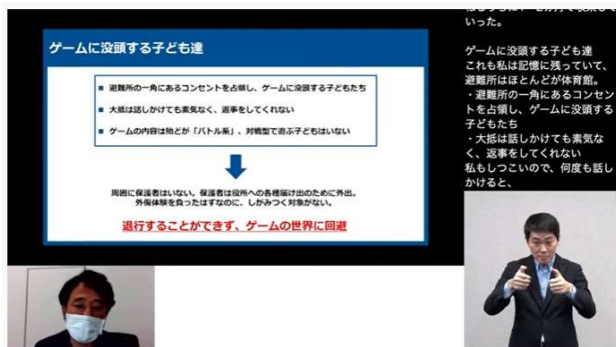 ゲームに没頭する子ども達
■ 避難所の一角にあるコンセントを占領し、ゲームに没頭する子どもたち
■ 大抵は話しかけても素気なく、返事をしてくれない
■ ゲームの内容は殆どが「バトル系」、対戦型で遊ぶ子どもはいない
周囲に保護者はいない。保護者は役所への各種届け出のために外出。
外傷体験を負ったはずなのに、しがみつく対象がない。
退行することができず、ゲームの世界に回避
いった。
ゲームに没頭する子ども達
これも私は記憶に残っていて、
避難所はほとんどが体育館。
・避難所の一角にあるコンセン
トを占領し、ゲームに没頭する
子どもたち
・大抵は話しかけても素気な
く、返事をしてくれない
私もしつこいので、何度も話し
かけると、